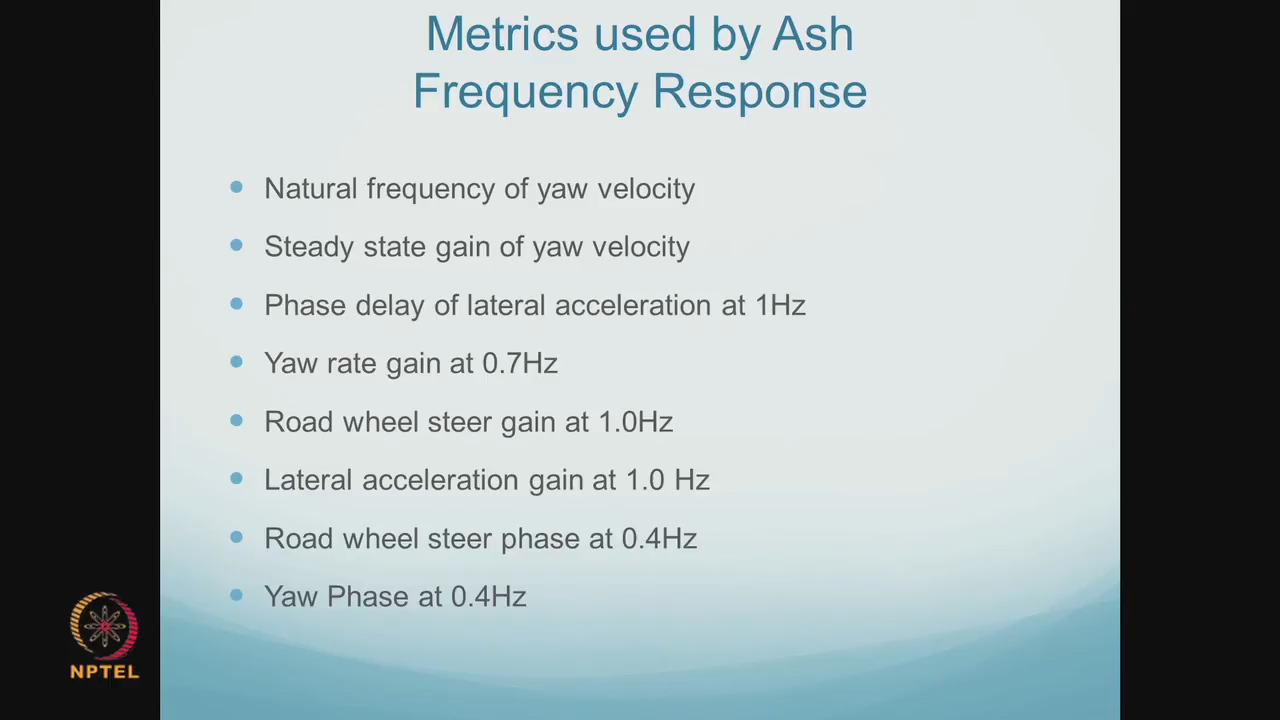 Metrics used by Ash
Frequency Response
• Natural frequency of yaw velocity
• Steady state gain of yaw velocity
• Phase delay of lateral acceleration at 1Hz
• Yaw rate gain at 0.7Hz
• Road wheel steer gain at 1.0Hz
• Lateral acceleration gain at 1.0 Hz
• Road wheel steer phase at 0.4Hz
• Yaw Phase at 0.4Hz
NPTEL